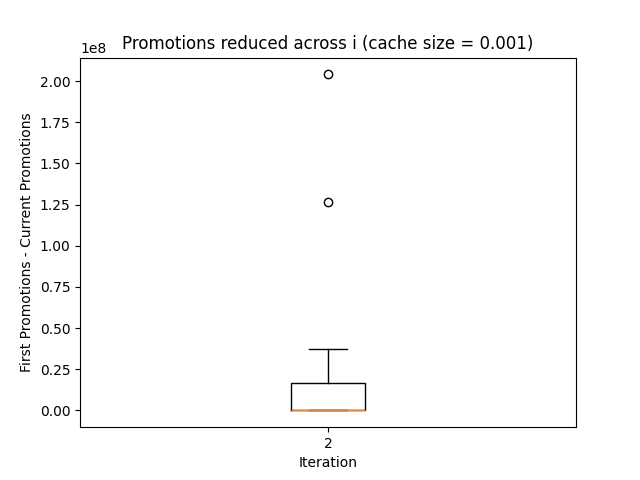 Promotions reduced across i (cache size = 0.001)
1e8
2.00
1.75
1.50
1.25
1.00
0.75
0.50
0.25
0.00
First Promotions - Current Promotions
2
Iteration